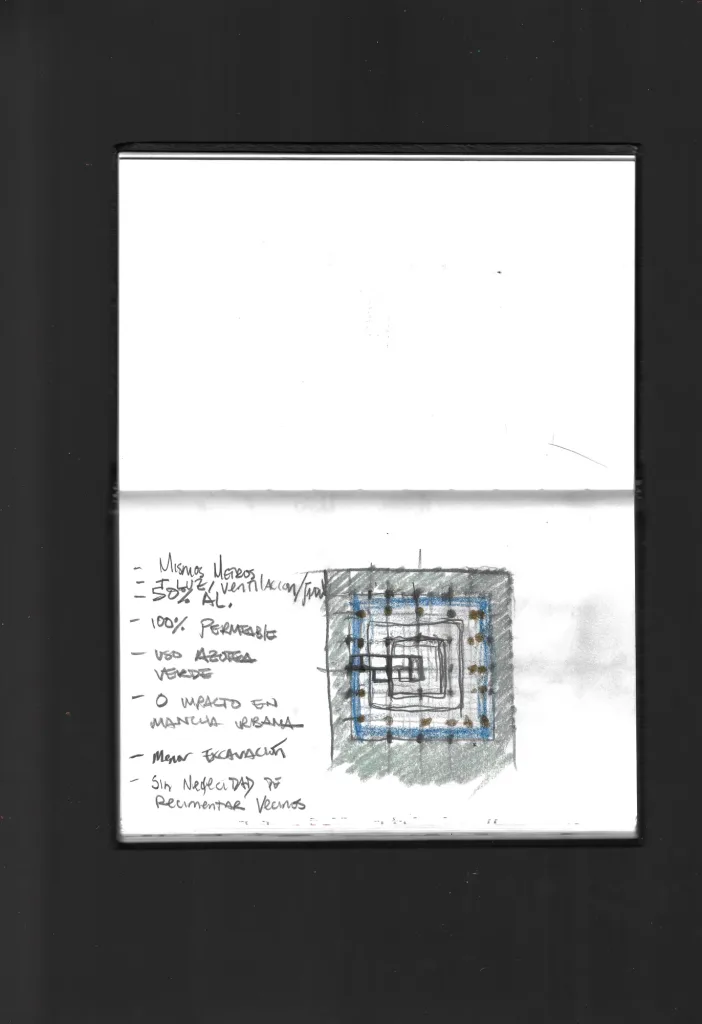 - Mismos Metros
- + Luz/Ventilación/
- 50% AL.
- 100% PERMEABLE
- USO AZOTEA
VERDE
- 0 IMPACTO EN
MANCHA URBANA
- Menor EXCAVACIÓN
- Sin NECECIDAD DE
Recimentar Vecinos